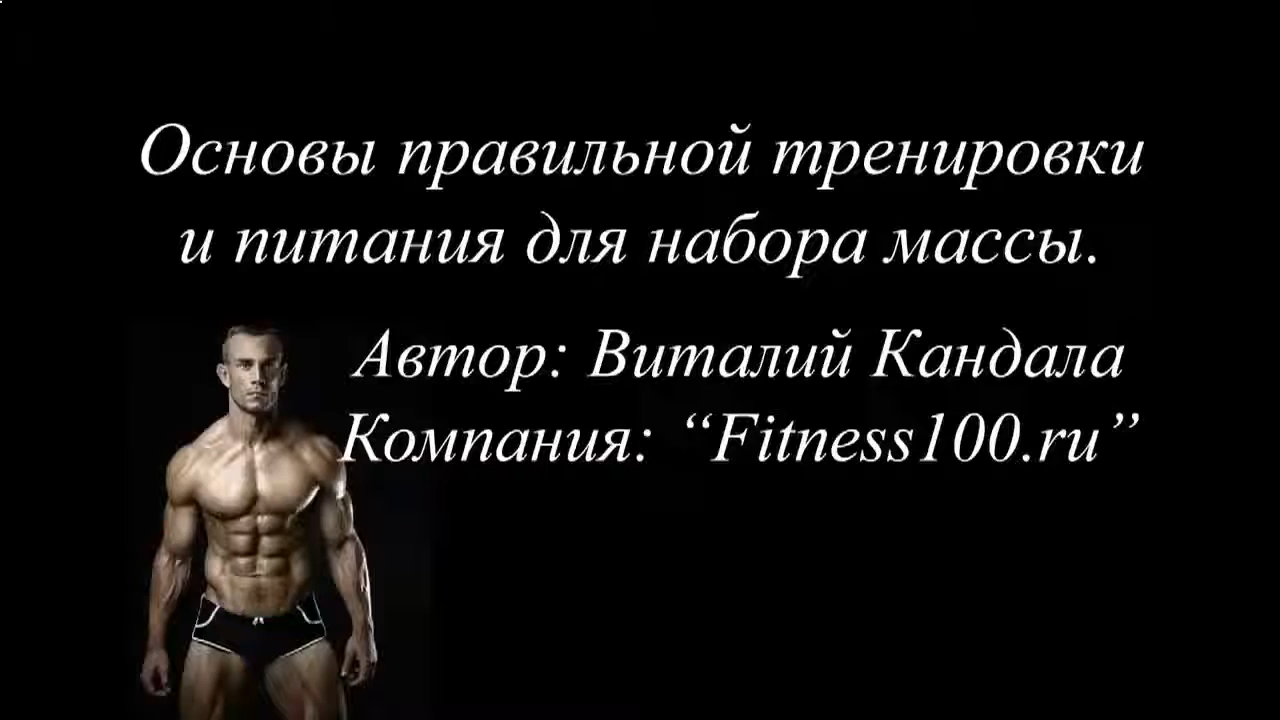 Основы правильной тренировки
и питания для набора массы.
Автор: Виталий Кандала
Компания: “Fitness100.ru”